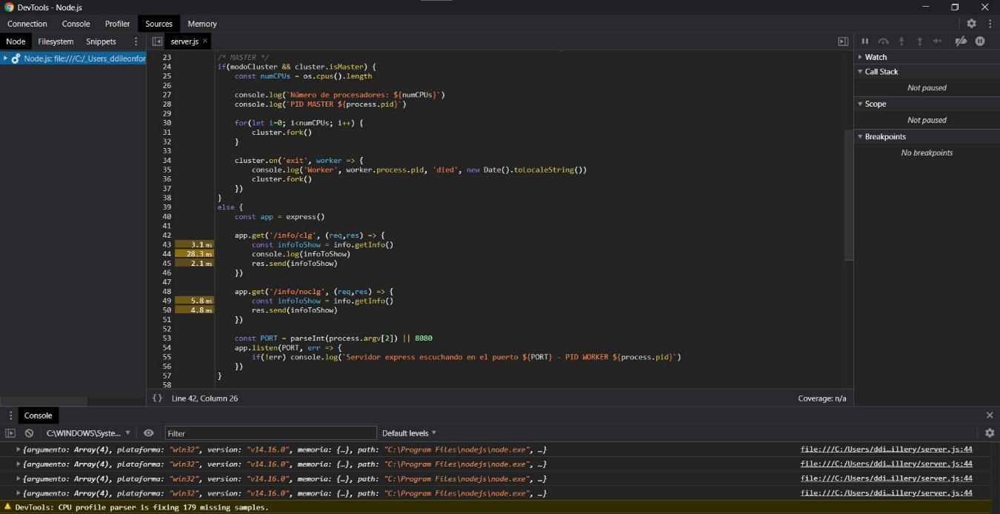 DevTools - Node.js
Connection Console Profiler Sources Memory
Node Filesystem Snippets
server.js
Node.js: file:///C:/_Users_ddileonfor
23 /* MASTER */
24 if(modoCluster && cluster.isMaster) {
25 const numCPUs = os.cpus().length
26
27 console.log(`Número de procesadores: ${numCPUs}`)
28 console.log(`PID MASTER ${process.pid}`)
29
30 for(let i=0; i<numCPUs; i++) {
31 cluster.fork()
32 }
33
34 cluster.on('exit', worker => {
35 console.log('Worker', worker.process.pid, 'died', new Date().toLocaleString())
36 cluster.fork()
37 })
38 }
39 else {
40 const app = express()
41
42 app.get('/info/clg', (req,res) => {
43 3.1 ms const infoToShow = info.getInfo()
44 28.3 ms console.log(infoToShow)
45 2.1 ms res.send(infoToShow)
46 })
47
48 app.get('/info/noclg', (req,res) => {
49 5.8 ms const infoToShow = info.getInfo()
50 4.8 ms res.send(infoToShow)
51 })
52
53 const PORT = parseInt(process.argv[2]) || 8080
54 app.listen(PORT, err => {
55 if(!err) console.log(`Servidor express escuchando en el puerto ${PORT} - PID WORKER ${process.pid}`)
56 })
57 }
58
{} Line 42, Column 26 Coverage: n/a
Watch
Call Stack
Not paused
Scope
Not paused
Breakpoints
No breakpoints
Console
C:\WINDOWS\Syste... Filter Default levels
{argumento: Array(4), plataforma: "win32", version: "v14.16.0", memoria: {…}, path: "C:\Program Files\nodejs\node.exe", …} file:///C:/Users/ddi…illery/server.js:44
{argumento: Array(4), plataforma: "win32", version: "v14.16.0", memoria: {…}, path: "C:\Program Files\nodejs\node.exe", …} file:///C:/Users/ddi…illery/server.js:44
{argumento: Array(4), plataforma: "win32", version: "v14.16.0", memoria: {…}, path: "C:\Program Files\nodejs\node.exe", …} file:///C:/Users/ddi…illery/server.js:44
{argumento: Array(4), plataforma: "win32", version: "v14.16.0", memoria: {…}, path: "C:\Program Files\nodejs\node.exe", …} file:///C:/Users/ddi…illery/server.js:44
DevTools: CPU profile parser is fixing 179 missing samples.